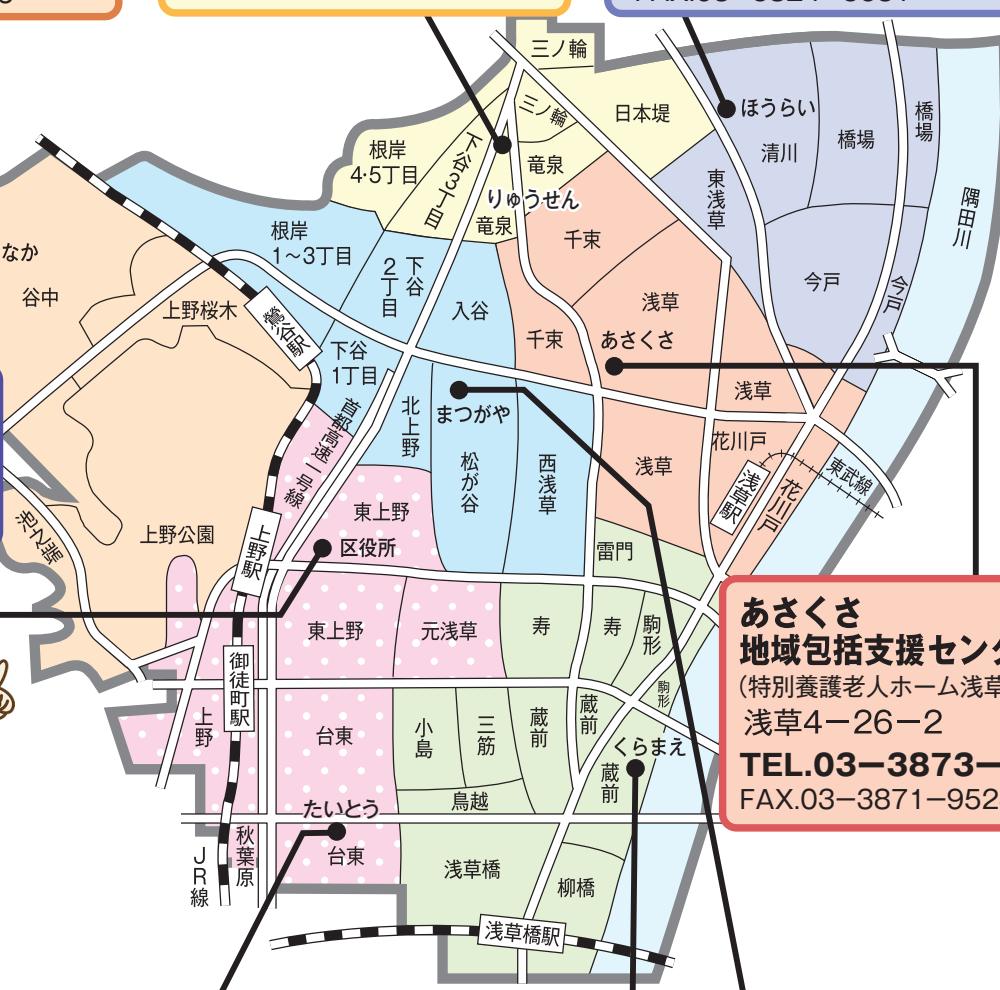 三ノ輪
三ノ輪
日本堤
ほうらい
橋場
橋場
清川
根岸
4・5丁目
下谷3丁目
竜泉
りゅうせん
竜泉
東浅草
隅田川
根岸
1〜3丁目
千束
なか
谷中
下谷
2丁目
今戸
今戸
上野桜木
入谷
浅草
鶯谷駅
千束
あさくさ
下谷
1丁目
浅草
まつがや
北上野
首都高速一号線
花川戸
松が谷
西浅草
浅草
浅草駅
花川戸
東武線
東上野
池之端
上野公園
上野駅
区役所
雷門
東上野
元浅草
寿
寿
駒形
あさくさ
地域包括支援セン
(特別養護老人ホーム浅草
浅草4−26−2
TEL.03−3873−
FAX.03−3871−952
御徒町駅
駒形
上野
台東
小島
三筋
蔵前
蔵前
くらまえ
蔵前
鳥越
たいとう
台東
秋葉原
JR線
浅草橋
柳橋
浅草橋駅